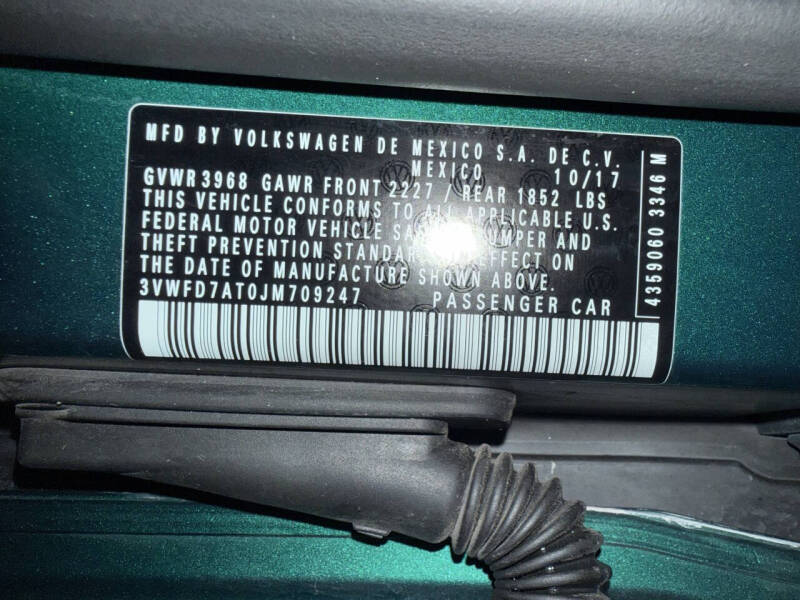 MFD BY VOLKSWAGEN DE MEXICO S.A. DE C.V.
MEXICO 10/17
GVWR 3968 GAWR FRONT 2227 / REAR 1852 LBS
THIS VEHICLE CONFORMS TO ALL APPLICABLE U.S.
FEDERAL MOTOR VEHICLE AND
THEFT PREVENTION EFFECT ON
THE DATE OF MANUFACTURE SHOWN ABOVE.
3VWFD7AT0JM709247 PASSENGER CAR
4359060 3346 M